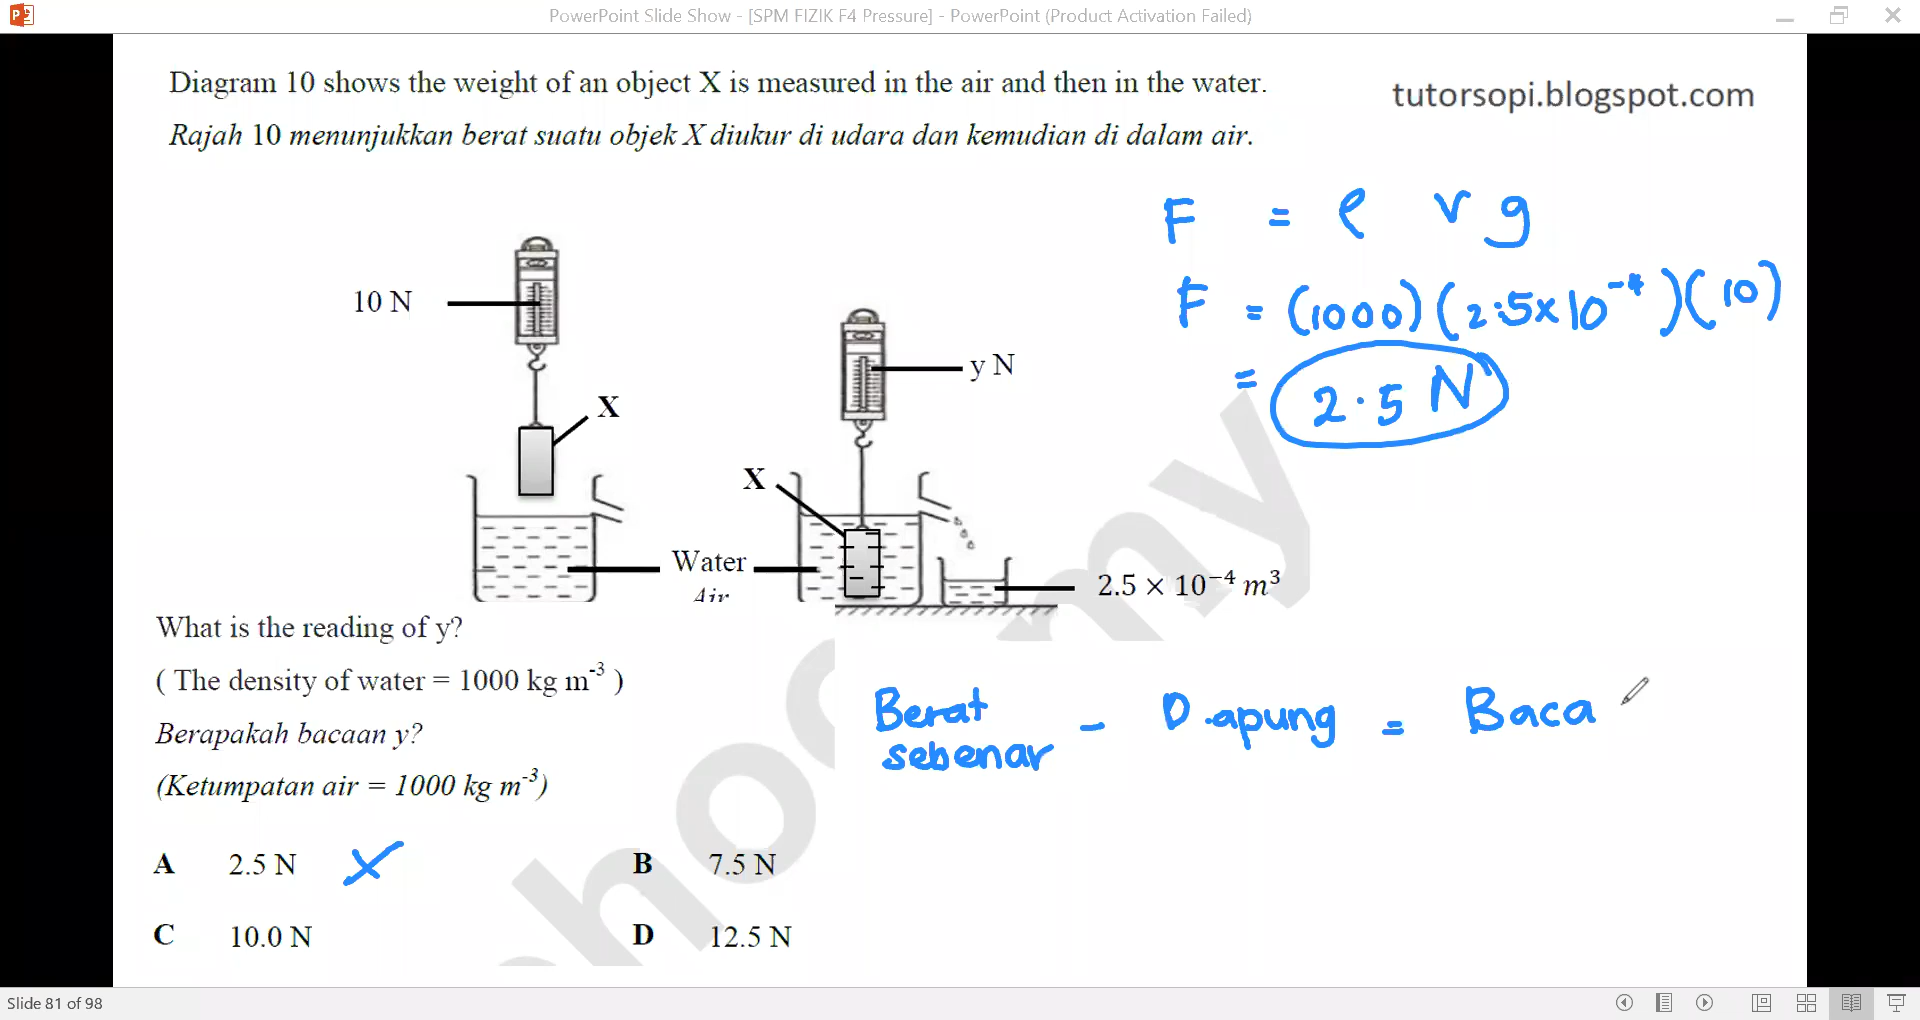 PowerPoint Slide Show - [SPM FIZIK F4 Pressure] - PowerPoint (Product Activation Failed)
Diagram 10 shows the weight of an object X is measured in the air and then in the water.
tutorsopi.blogspot.com
Rajah 10 menunjukkan berat suatu objek X diukur di udara dan kemudian di dalam air.
F = ρ v g
10 N
F = (1000)(2.5×10⁻⁴)(10)
y N
= 2.5 N
X
X
Water
Air
2.5 × 10⁻⁴ m³
What is the reading of y?
( The density of water = 1000 kg m⁻³ )
Berapakah bacaan y?
(Ketumpatan air = 1000 kg m⁻³)
Berat sebenar - D.apung = Baca
A 2.5 N X
B 7.5 N
C 10.0 N
D 12.5 N
Slide 81 of 98